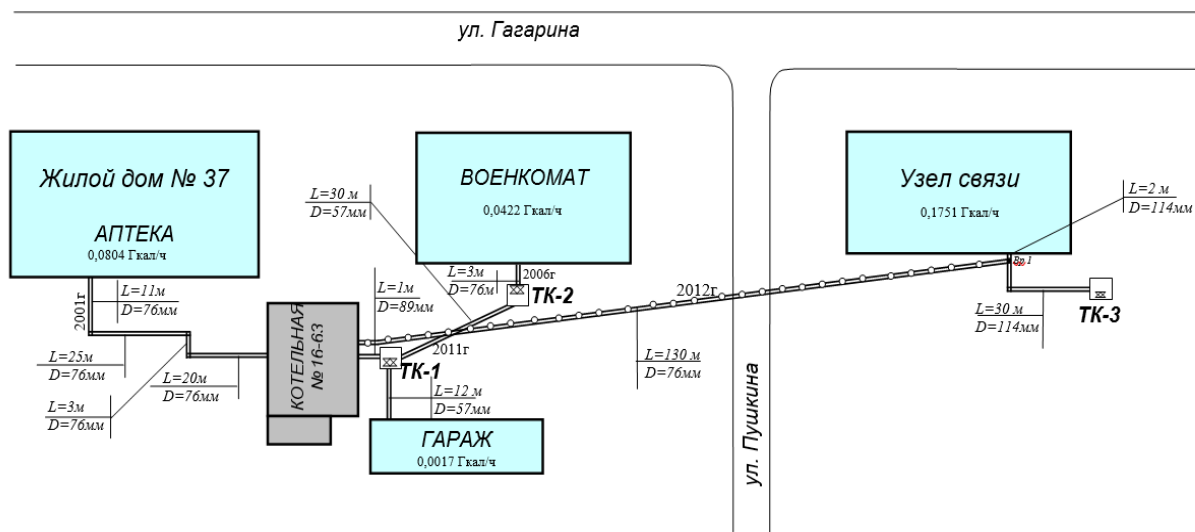 ул. Гагарина
Жилой дом № 37
АПТЕКА
0,0804 Гкал/ч
ВОЕНКОМАТ
0,0422 Гкал/ч
Узел связи
0,1751 Гкал/ч
L=2 м
D=114мм
Вр.1
L=30 м
D=57мм
L=3м
D=76м
2006г
ТК-2
L=1м
D=89мм
2012г
ТК-3
L=30 м
D=114мм
2001г
L=11м
D=76мм
КОТЕЛЬНАЯ
№ 16-63
2011г
ТК-1
L=130 м
D=76мм
L=25м
D=76мм
L=20м
D=76мм
L=3м
D=76мм
L=12 м
D=57мм
ГАРАЖ
0,0017 Гкал/ч
ул. Пушкина